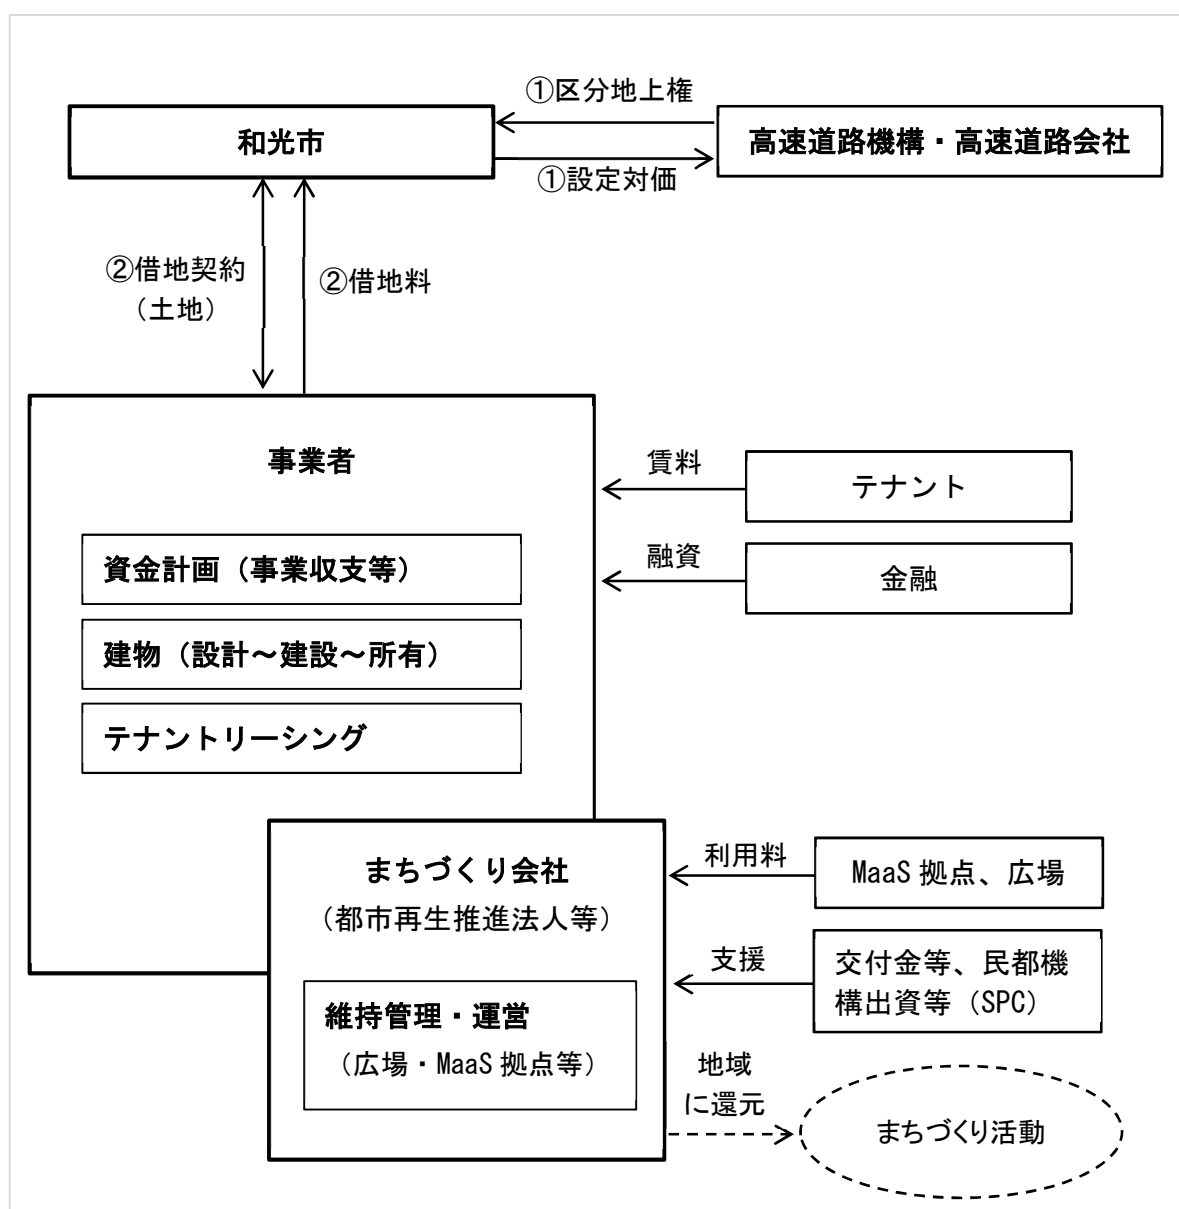 ①区分地上権
和光市
高速道路機構・高速道路会社
①設定対価
②借地契約
（土地）
②借地料
事業者
賃料
テナント
資金計画（事業収支等）
融資
金融
建物（設計～建設～所有）
テナントリーシング
まちづくり会社
（都市再生推進法人等）
利用料
MaaS 拠点、広場
支援
交付金等、民都機
構出資等（SPC）
維持管理・運営
（広場・MaaS 拠点等）
地域
に還元
まちづくり活動